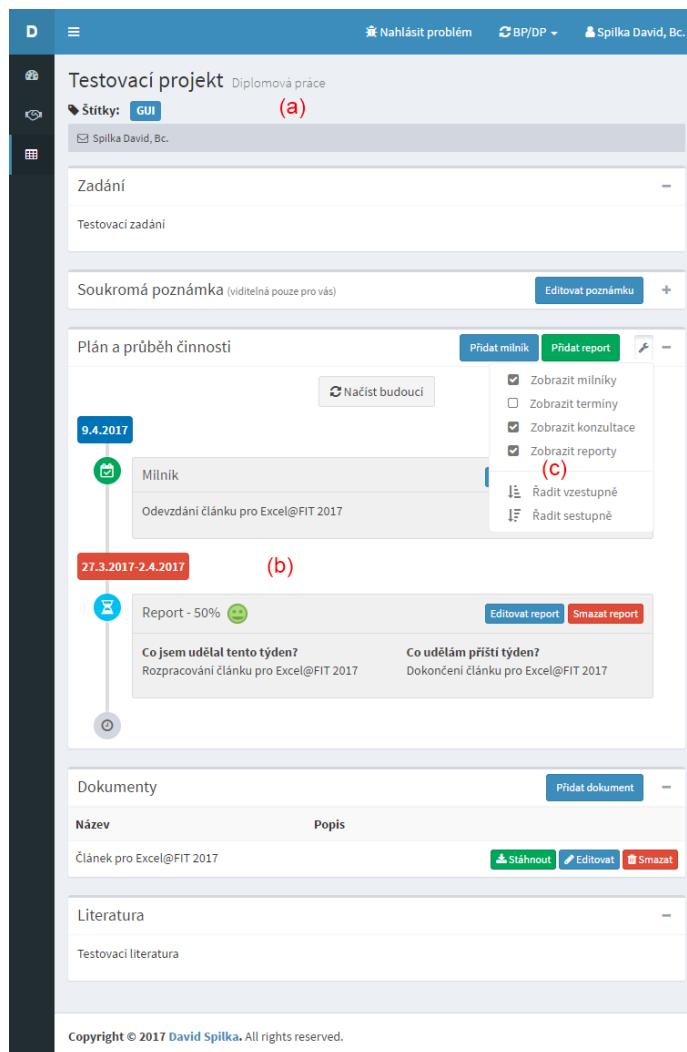 D
Nahlásit problém BP/DP Spilka David, Bc.
Testovací projekt Diplomová práce
Štítky: GUI
(a)
Spilka David, Bc.
Zadání
Testovací zadání
Soukromá poznámka (viditelná pouze pro vás) Editovat poznámku
Plán a průběh činnosti Přidat milník Přidat report
Načíst budoucí
Zobrazit milníky
Zobrazit termíny
Zobrazit konzultace
Zobrazit reporty
(c)
Řadit vzestupně
Řadit sestupně
9.4.2017
Milník
Odevzdání článku pro Excel@FIT 2017
27.3.2017-2.4.2017
(b)
Report - 50% Editovat report Smazat report
Co jsem udělal tento týden? Co udělám příští týden?
Rozpracování článku pro Excel@FIT 2017 Dokončení článku pro Excel@FIT 2017
Dokumenty Přidat dokument
Název Popis
Článek pro Excel@FIT 2017 Stáhnout Editovat Smazat
Literatura
Testovací literatura
Copyright © 2017 David Spilka. All rights reserved.